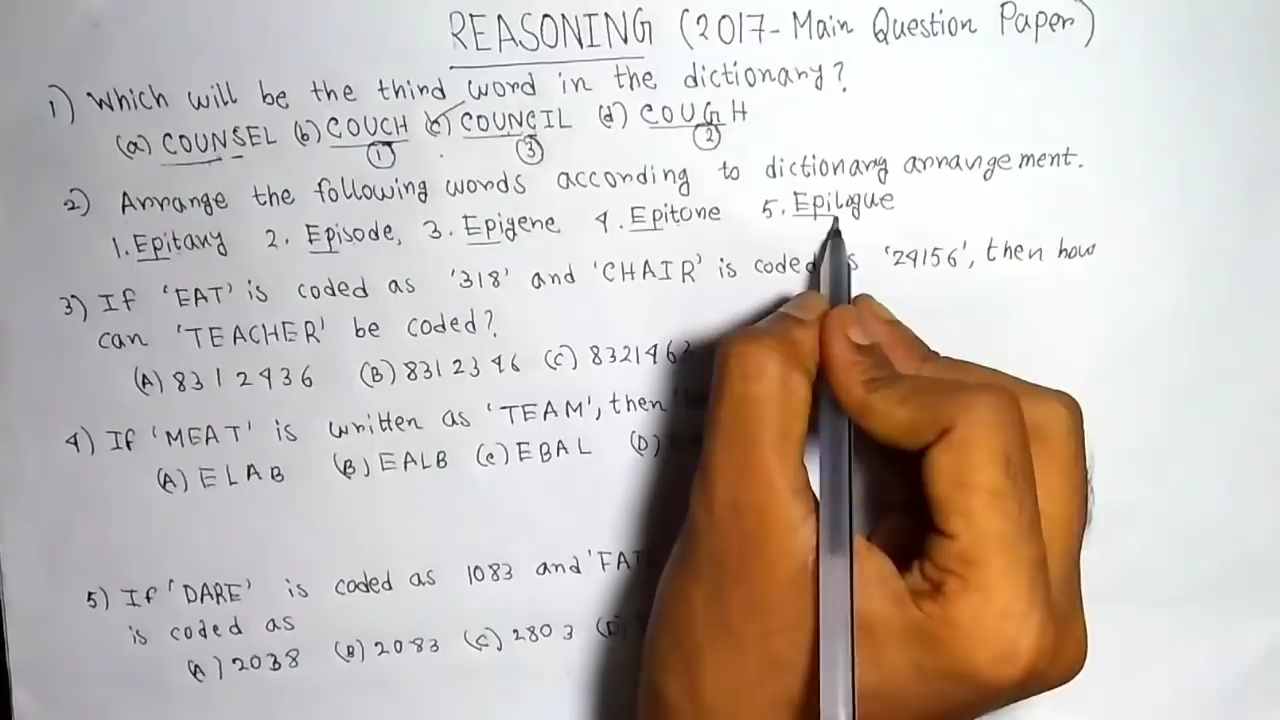 REASONING (2017-Main Question Paper)
1) Which will be the third word in the dictionary?
(a) COUNSEL (b) COUCH (c) COUNCIL (d) COUGH
1 3 2
2) Arrange the following words according to dictionary arrangement.
1. Epitaxy 2. Episode, 3. Epigene 4. Epitone 5. Epilogue
3) If 'EAT' is coded as '318' and 'CHAIR' is coded '24156', then how
can 'TEACHER' be coded?
(A) 8312436 (B) 8312346 (C) 832146
4) If 'MEAT' is written as 'TEAM', then
(A) ELAB (B) EALB (C) EBAL (D)
5) If 'DARE' is coded as 1083 and
is coded as
(A) 2038 (B) 2083 (C) 2803